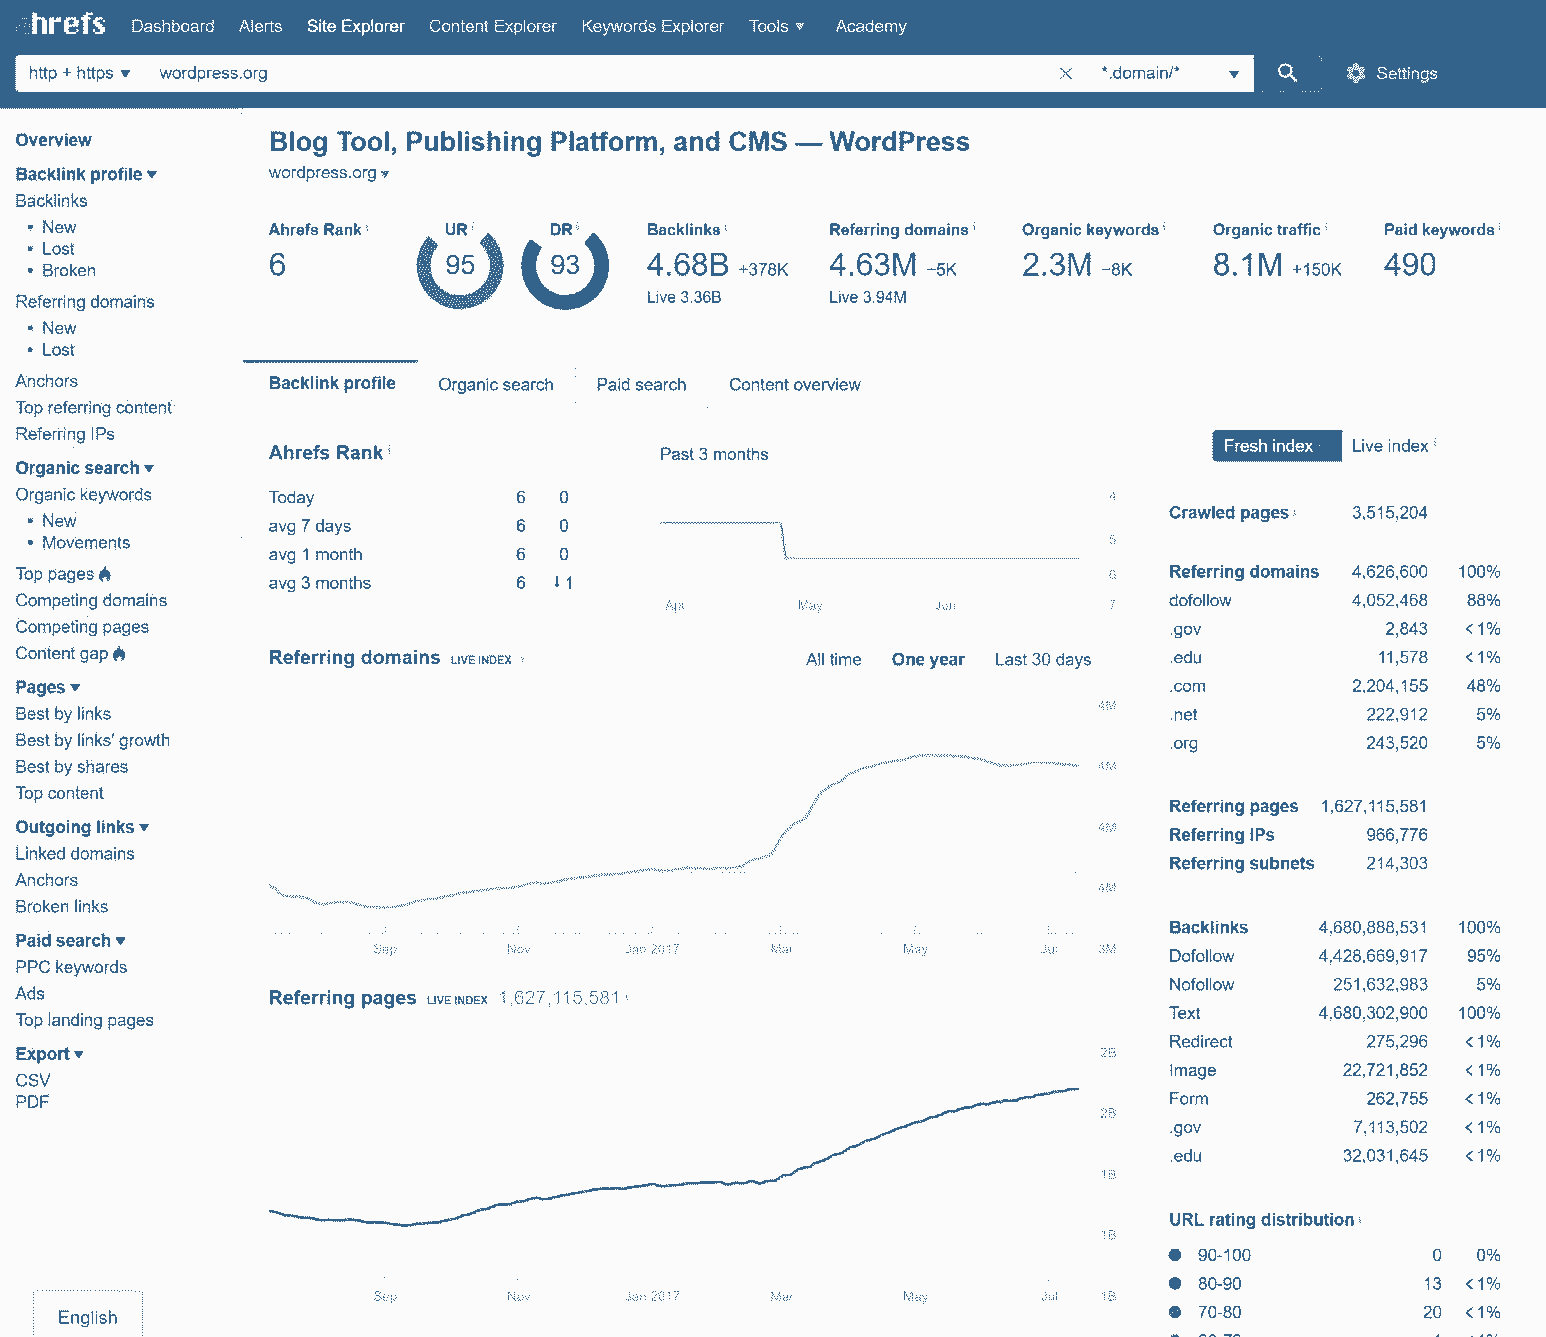 ahrefs Dashboard Alerts Site Explorer Content Explorer Keywords Explorer Tools Academy
http + https wordpress.org *.domain/* Settings
Overview
Backlink profile
Backlinks
• New
• Lost
• Broken
Referring domains
• New
• Lost
Anchors
Top referring content
Referring IPs
Organic search
Organic keywords
• New
• Movements
Top pages
Competing domains
Competing pages
Content gap
Pages
Best by links
Best by links' growth
Best by shares
Top content
Outgoing links
Linked domains
Anchors
Broken links
Paid search
PPC keywords
Ads
Top landing pages
Export
CSV
PDF
English
Blog Tool, Publishing Platform, and CMS — WordPress
wordpress.org
Ahrefs Rank UR DR Backlinks Referring domains Organic keywords Organic traffic Paid keywords
6 95 93 4.68B +378K 4.63M −5K 2.3M −8K 8.1M +150K 490
Live 3.36B Live 3.94M
Backlink profile Organic search Paid search Content overview
Ahrefs Rank
Today 6 0
avg 7 days 6 0
avg 1 month 6 0
avg 3 months 6 ↓1
Past 3 months
4
5
6
7
Apr May Jun
Referring domains LIVE INDEX All time One year Last 30 days
4M
4M
4M
4M
Sep Nov Jan 2017 Mar May Jul 3M
Referring pages LIVE INDEX 1,627,115,581
2B
2B
1B
1B
Sep Nov Jan 2017 Mar May Jul 1B
Fresh index Live index
Crawled pages 3,515,204
Referring domains 4,626,600 100%
dofollow 4,052,468 88%
.gov 2,843 <1%
.edu 11,578 <1%
.com 2,204,155 48%
.net 222,912 5%
.org 243,520 5%
Referring pages 1,627,115,581
Referring IPs 966,776
Referring subnets 214,303
Backlinks 4,680,888,531 100%
Dofollow 4,428,669,917 95%
Nofollow 251,632,983 5%
Text 4,680,302,900 100%
Redirect 275,296 <1%
Image 22,721,852 <1%
Form 262,755 <1%
.gov 7,113,502 <1%
.edu 32,031,645 <1%
URL rating distribution
90-100 0 0%
80-90 13 <1%
70-80 20 <1%